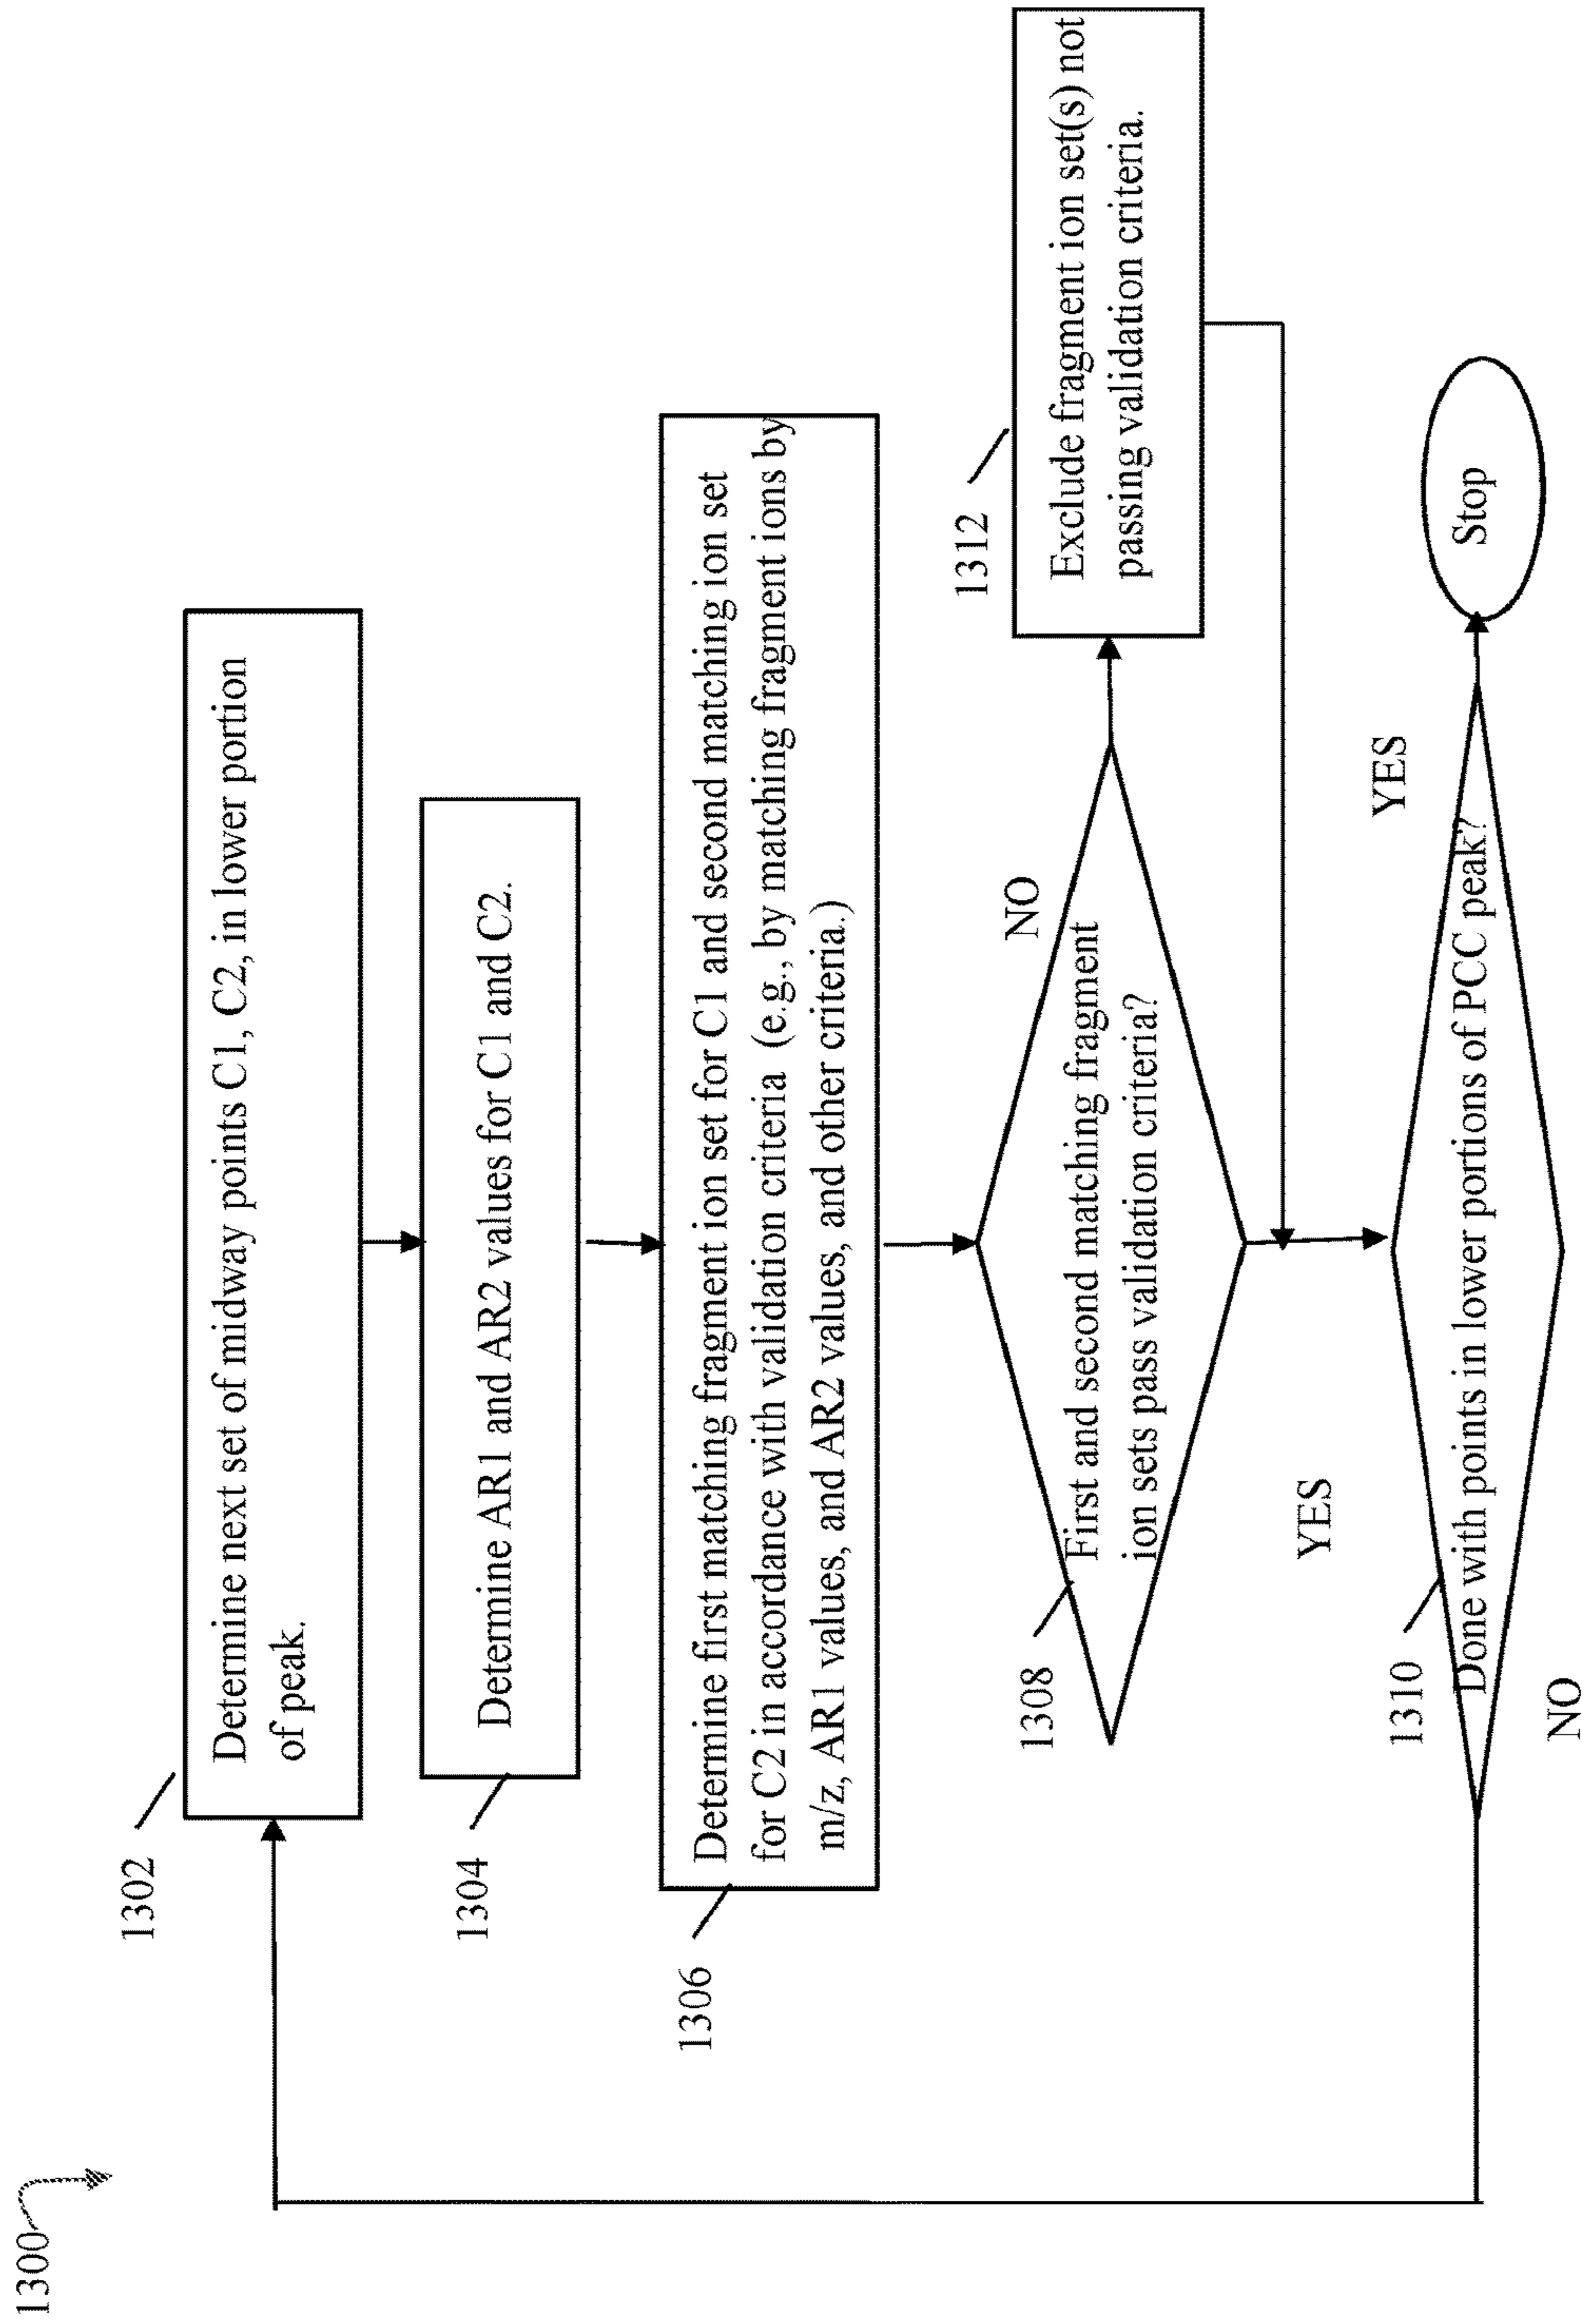 1300
1302
Determine next set of midway points C1, C2, in lower portion
of peak.
1304
Determine AR1 and AR2 values for C1 and C2.
1306
Determine first matching fragment ion set for C1 and second matching ion set
for C2 in accordance with validation criteria (e.g., by matching fragment ions by
m/z, AR1 values, and AR2 values, and other criteria.)
1308
First and second matching fragment
ion sets pass validation criteria?
NO
1312
Exclude fragment ion set(s) not
passing validation criteria.
YES
1310
Done with points in lower portions of PCC peak?
YES
Stop
NO